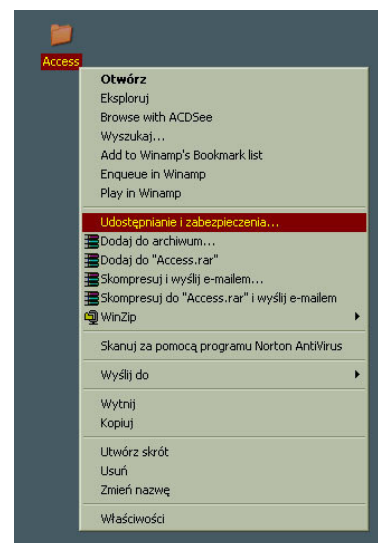 Access
Otwórz
Eksploruj
Browse with ACDSee
Wyszukaj...
Add to Winamp's Bookmark list
Enqueue in Winamp
Play in Winamp
Udostępnianie i zabezpieczenia...
Dodaj do archiwum...
Dodaj do "Access.rar"
Skompresuj i wyślij e-mailem...
Skompresuj do "Access.rar" i wyślij e-mailem
WinZip
Skanuj za pomocą programu Norton AntiVirus
Wyślij do
Wytnij
Kopiuj
Utwórz skrót
Usuń
Zmień nazwę
Właściwości